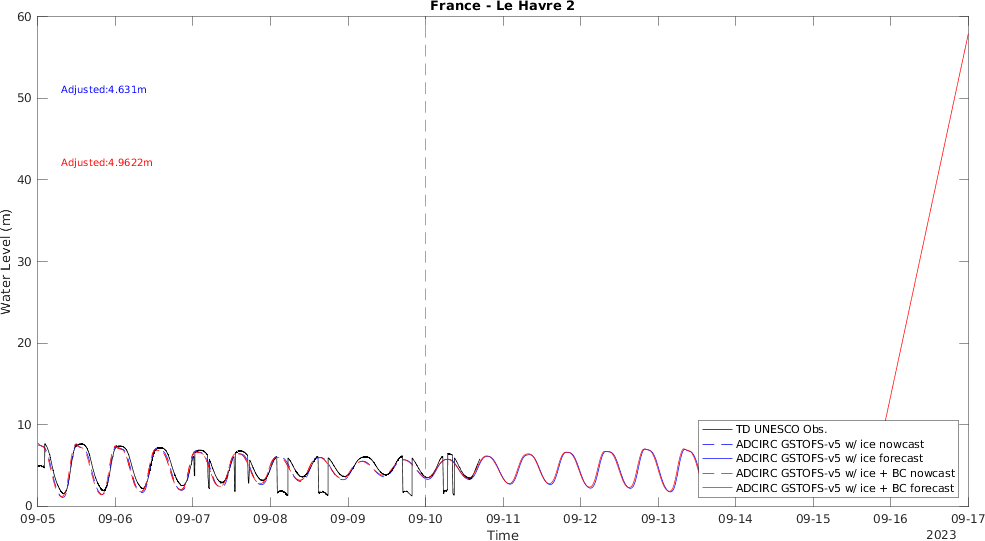 France - Le Havre 2
60
50
40
30
20
10
0
Water Level (m)
Adjusted:4.631m
Adjusted:4.9622m
TD UNESCO Obs.
ADCIRC GSTOFS-v5 w/ ice nowcast
ADCIRC GSTOFS-v5 w/ ice forecast
ADCIRC GSTOFS-v5 w/ ice + BC nowcast
ADCIRC GSTOFS-v5 w/ ice + BC forecast
09-05 09-06 09-07 09-08 09-09 09-10 09-11 09-12 09-13 09-14 09-15 09-16 09-17
Time
2023